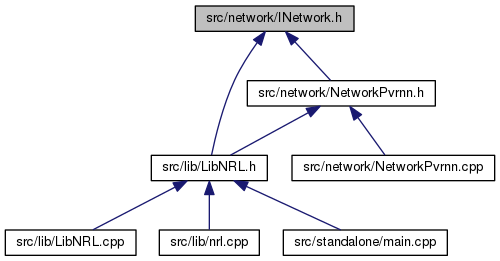 src/network/INetwork.h
src/network/NetworkPvrnn.h
src/lib/LibNRL.h
src/network/NetworkPvrnn.cpp
src/lib/LibNRL.cpp
src/lib/nrl.cpp
src/standalone/main.cpp